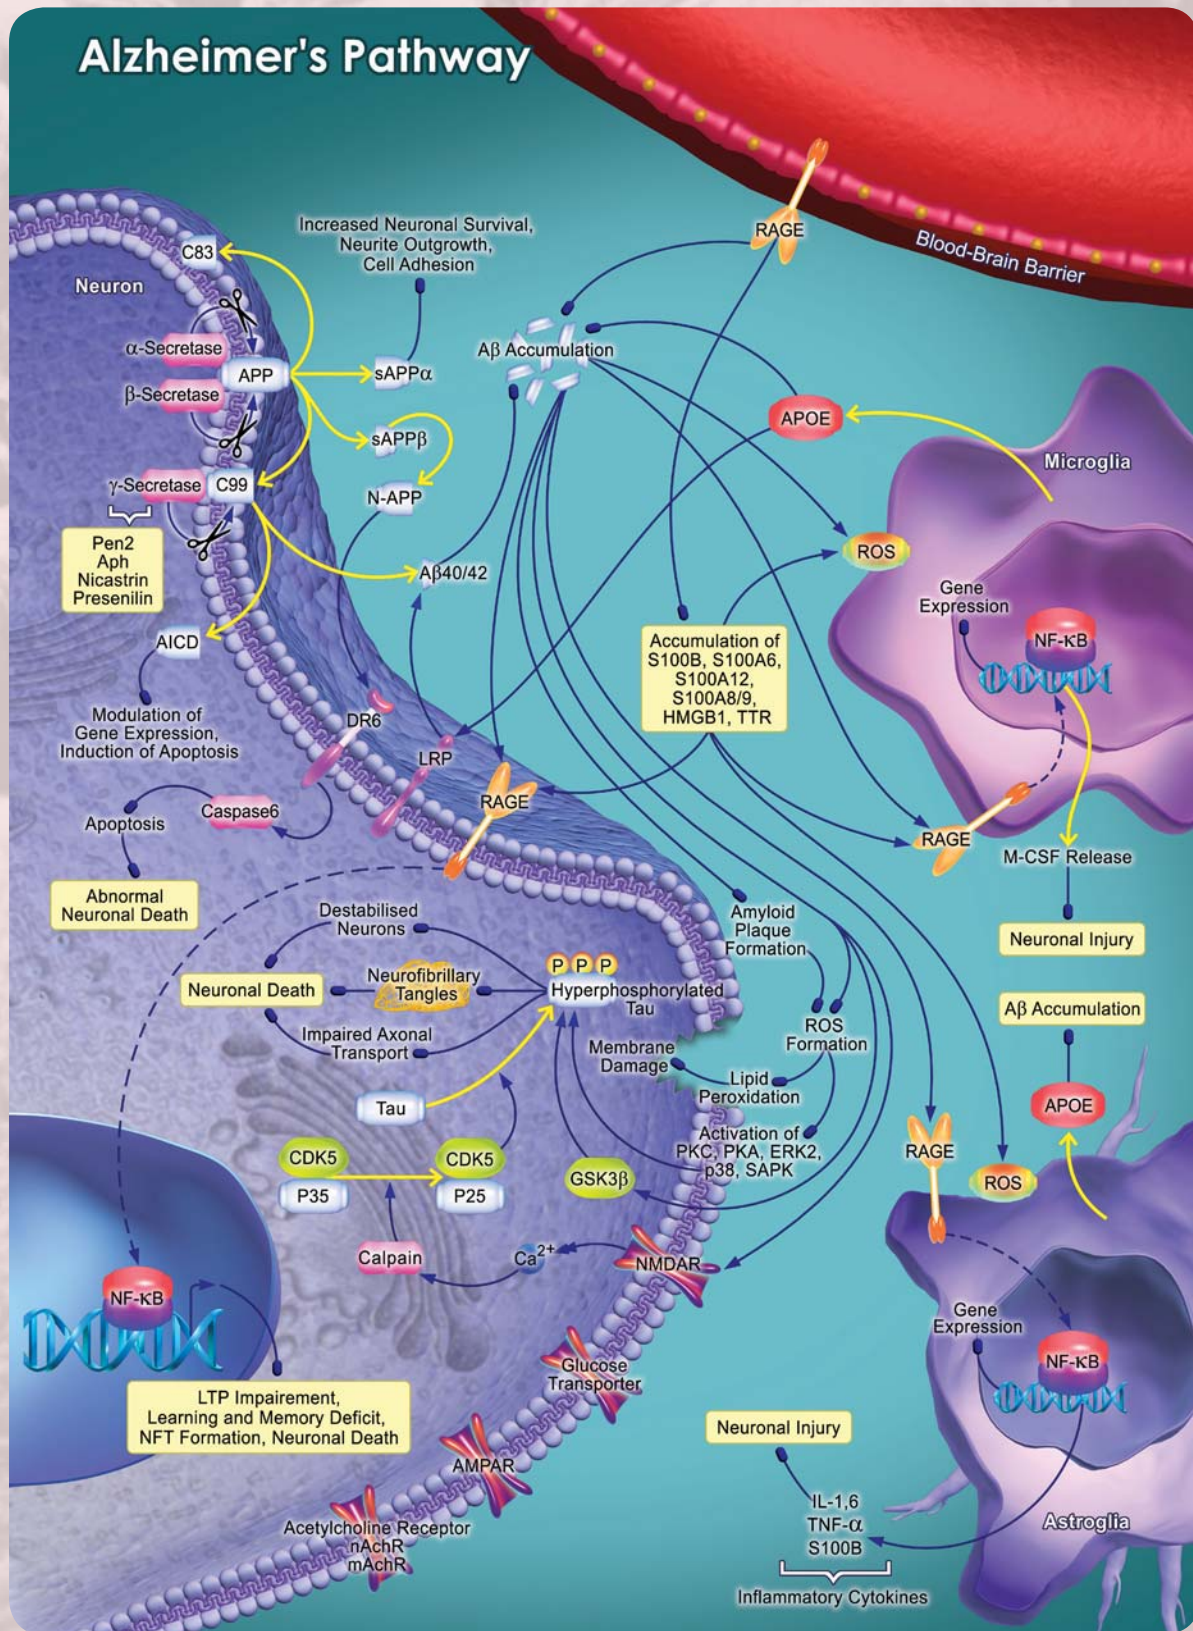 Alzheimer's Pathway
Blood-Brain Barrier
RAGE
Increased Neuronal Survival,
Neurite Outgrowth,
Cell Adhesion
C83
Neuron
α-Secretase
APP
β-Secretase
sAPPα
sAPPβ
N-APP
γ-Secretase
C99
Pen2
Aph
Nicastrin
Presenilin
Aβ40/42
AICD
Modulation of
Gene Expression,
Induction of Apoptosis
Aβ Accumulation
APOE
Microglia
ROS
Gene
Expression
NF-κB
Accumulation of
S100B, S100A6,
S100A12,
S100A8/9,
HMGB1, TTR
DR6
LRP
RAGE
Caspase6
Apoptosis
Abnormal
Neuronal Death
RAGE
M-CSF Release
Neuronal Injury
Destabilised
Neurons
Neuronal Death
Neurofibrillary
Tangles
Impaired Axonal
Transport
P P P
Hyperphosphorylated
Tau
Amyloid
Plaque
Formation
ROS
Formation
Membrane
Damage
Lipid
Peroxidation
Activation of
PKC, PKA, ERK2,
p38, SAPK
Tau
CDK5
P35
CDK5
P25
GSK3β
Calpain
Ca2+
NMDAR
Aβ Accumulation
APOE
RAGE
ROS
NF-κB
LTP Impairement,
Learning and Memory Deficit,
NFT Formation, Neuronal Death
Glucose
Transporter
AMPAR
Acetylcholine Receptor
nAchR
mAchR
Gene
Expression
NF-κB
Astroglia
Neuronal Injury
IL-1,6
TNF-α
S100B
Inflammatory Cytokines